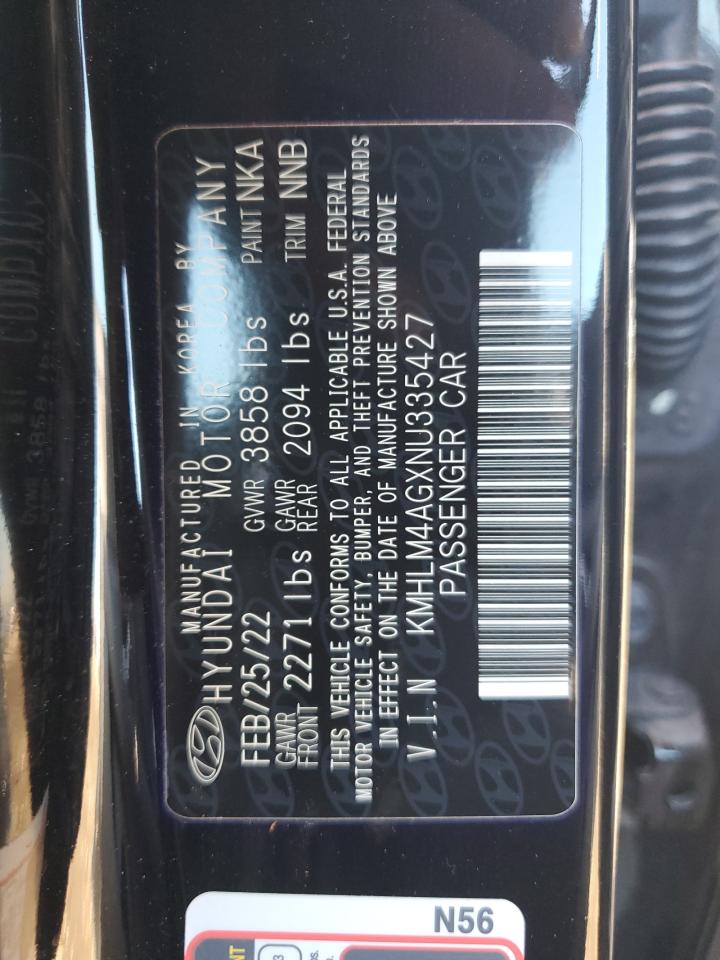 MANUFACTURED IN KOREA BY
HYUNDAI MOTOR COMPANY
FEB/25/22 GVWR 3858 lbs PAINT NKA
GAWR FRONT 2271 lbs GAWR REAR 2094 lbs TRIM NNB
THIS VEHICLE CONFORMS TO ALL APPLICABLE U.S.A. FEDERAL
MOTOR VEHICLE SAFETY, BUMPER, AND THEFT PREVENTION STANDARDS
IN EFFECT ON THE DATE OF MANUFACTURE SHOWN ABOVE
V.I.N KMHLM4AGXNU335427
PASSENGER CAR
N56